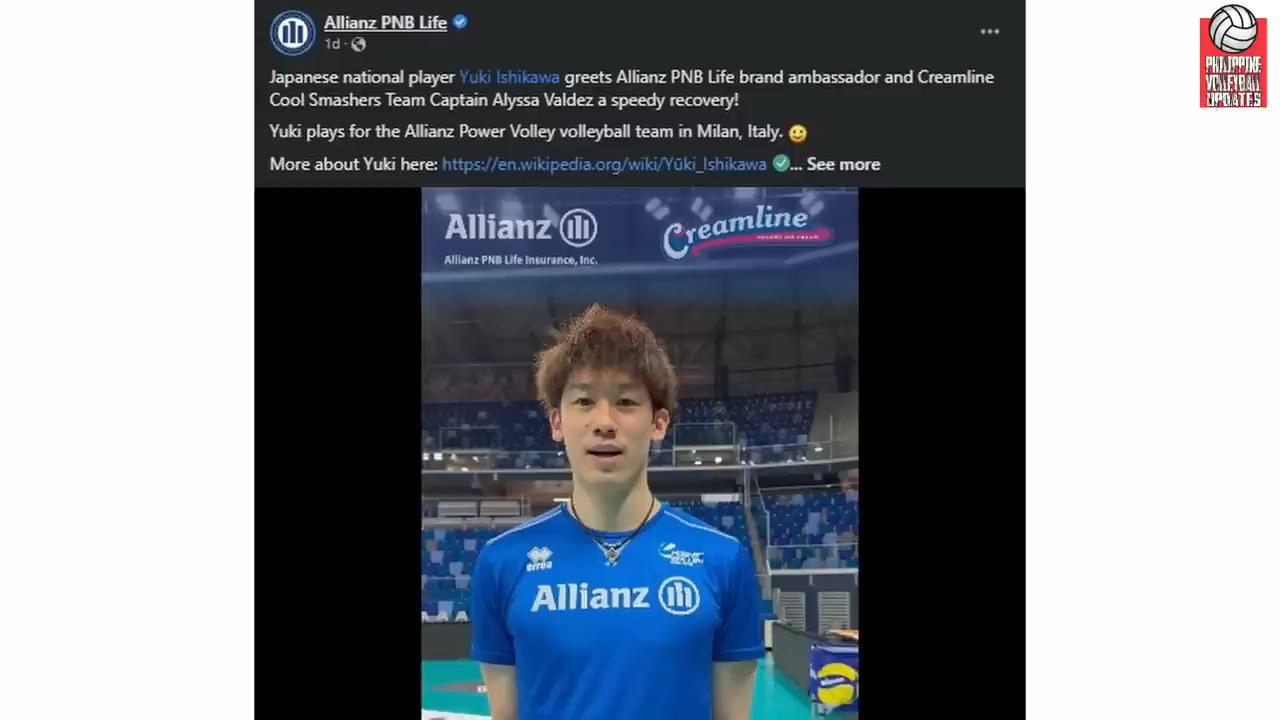 Allianz PNB Life
1d
Japanese national player Yuki Ishikawa greets Allianz PNB Life brand ambassador and Creamline
Cool Smashers Team Captain Alyssa Valdez a speedy recovery!
Yuki plays for the Allianz Power Volley volleyball team in Milan, Italy.
More about Yuki here: https://en.wikipedia.org/wiki/Yūki_Ishikawa ... See more
PHILIPPINE
VOLLEYBALL
UPDATES
Allianz
Creamline
Allianz PNB Life Insurance, Inc.
errea
Allianz